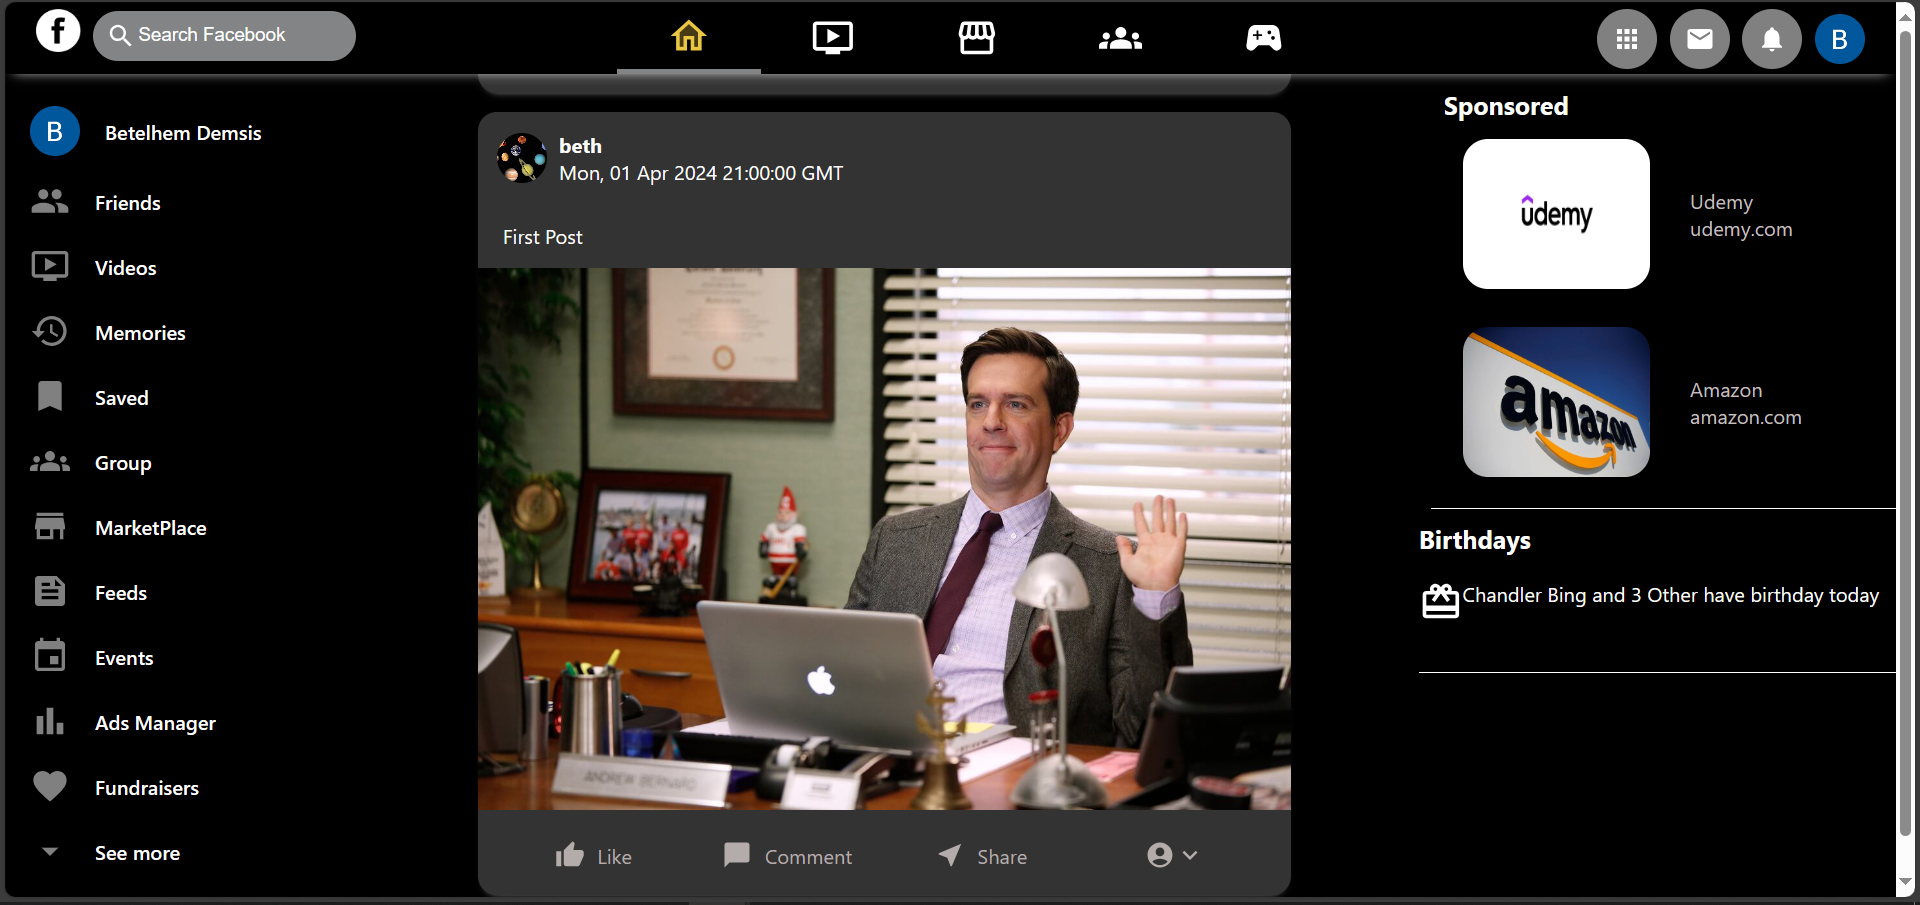 f
Search Facebook
B
B
Betelhem Demsis
Friends
Videos
Memories
Saved
Group
MarketPlace
Feeds
Events
Ads Manager
Fundraisers
See more
beth
Mon, 01 Apr 2024 21:00:00 GMT
First Post
ANDREW BERNARD
Like
Comment
Share
Sponsored
udemy
Udemy
udemy.com
amazon
Amazon
amazon.com
Birthdays
Chandler Bing and 3 Other have birthday today